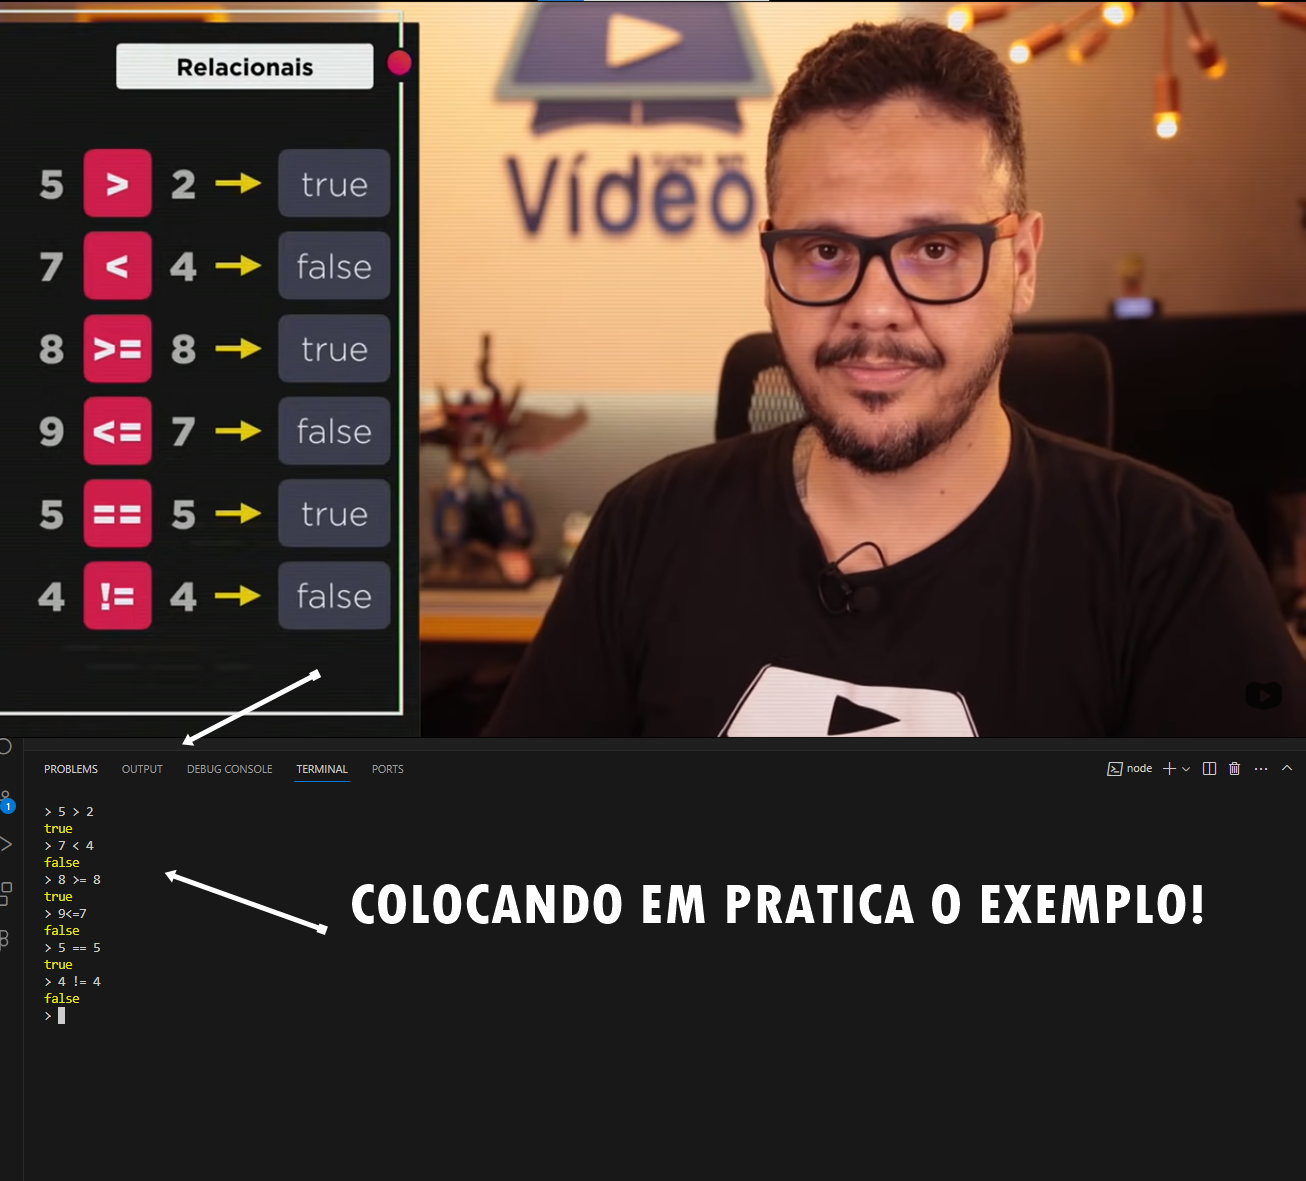 Relacionais
5 > 2 → true
7 < 4 → false
8 >= 8 → true
9 <= 7 → false
5 == 5 → true
4 != 4 → false
Vídeo
PROBLEMS OUTPUT DEBUG CONSOLE TERMINAL PORTS node
1
> 5 > 2
true
> 7 < 4
false
> 8 >= 8
true
> 9<=7
false
> 5 == 5
true
> 4 != 4
false
>
COLOCANDO EM PRATICA O EXEMPLO!